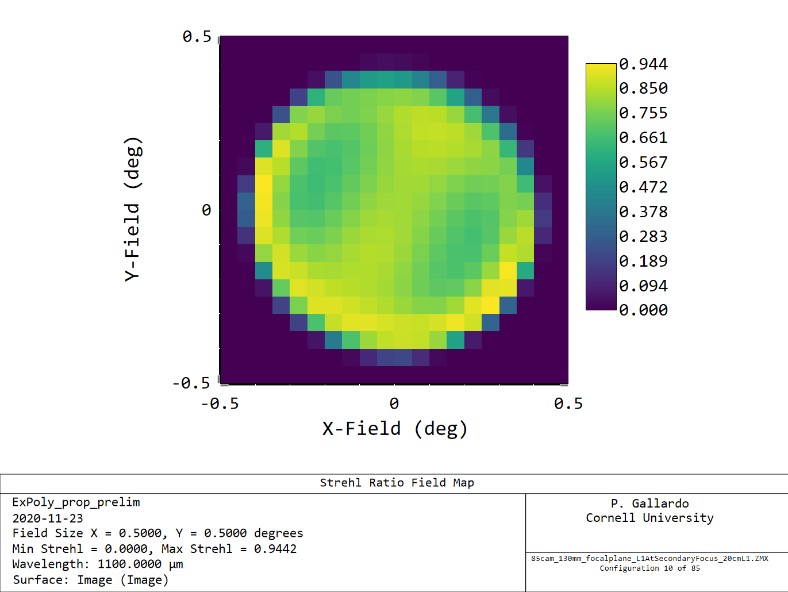 0.5
0
-0.5
Y-Field (deg)
-0.5 0 0.5
X-Field (deg)
0.944
0.850
0.755
0.661
0.567
0.472
0.378
0.283
0.189
0.094
0.000
Strehl Ratio Field Map
ExPoly_prop_prelim
2020-11-23
Field Size X = 0.5000, Y = 0.5000 degrees
Min Strehl = 0.0000, Max Strehl = 0.9442
Wavelength: 1100.0000 µm
Surface: Image (Image)
P. Gallardo
Cornell University
85cam_130mm_focalplane_L1AtSecondaryFocus_20cmL1.ZMX
Configuration 10 of 85